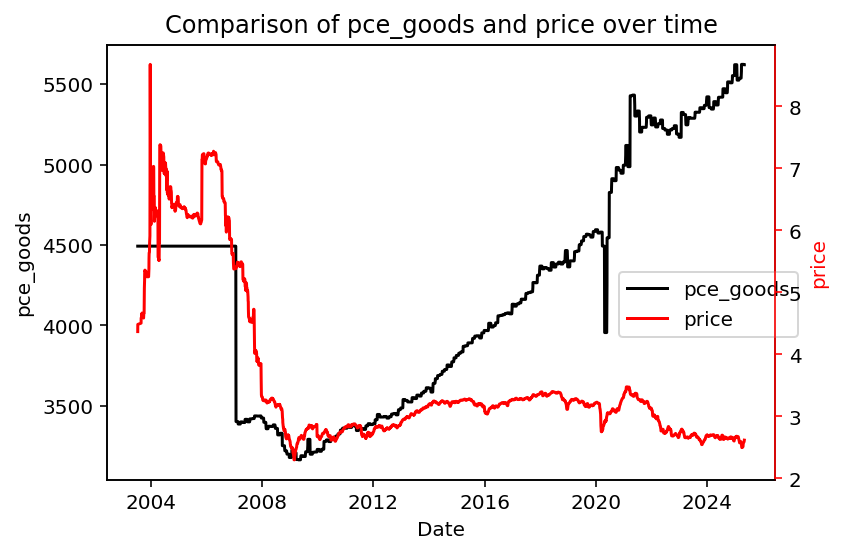 Comparison of pce_goods and price over time
pce_goods
5500
5000
4500
4000
3500
8
7
6
5
4
3
2
price
pce_goods
price
2004 2008 2012 2016 2020 2024
Date